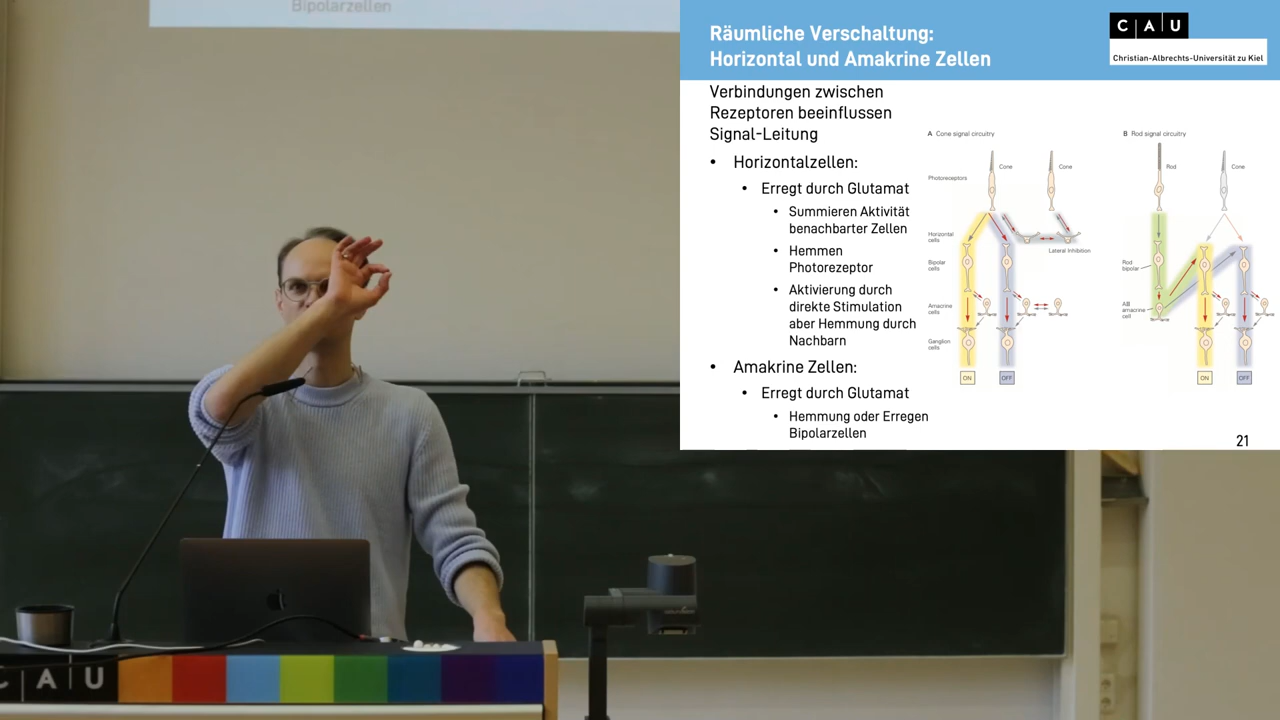 Bipolarzellen
Räumliche Verschaltung:
Horizontal und Amakrine Zellen
C A U
Christian-Albrechts-Universität zu Kiel
Verbindungen zwischen
Rezeptoren beeinflussen
Signal-Leitung
• Horizontalzellen:
• Erregt durch Glutamat
• Summieren Aktivität
benachbarter Zellen
• Hemmen
Photorezeptor
• Aktivierung durch
direkte Stimulation
aber Hemmung durch
Nachbarn
• Amakrine Zellen:
• Erregt durch Glutamat
• Hemmung oder Erregen
Bipolarzellen
A Cone signal circuitry
Cone
Cone
Photoreceptors
Horizontal
cells
Lateral Inhibition
Bipolar
cells
Amacrine
cells
Ganglion
cells
ON
OFF
B Rod signal circuitry
Rod
Cone
Rod
bipolar
AII
amacrine
cell
ON
OFF
21
C A U